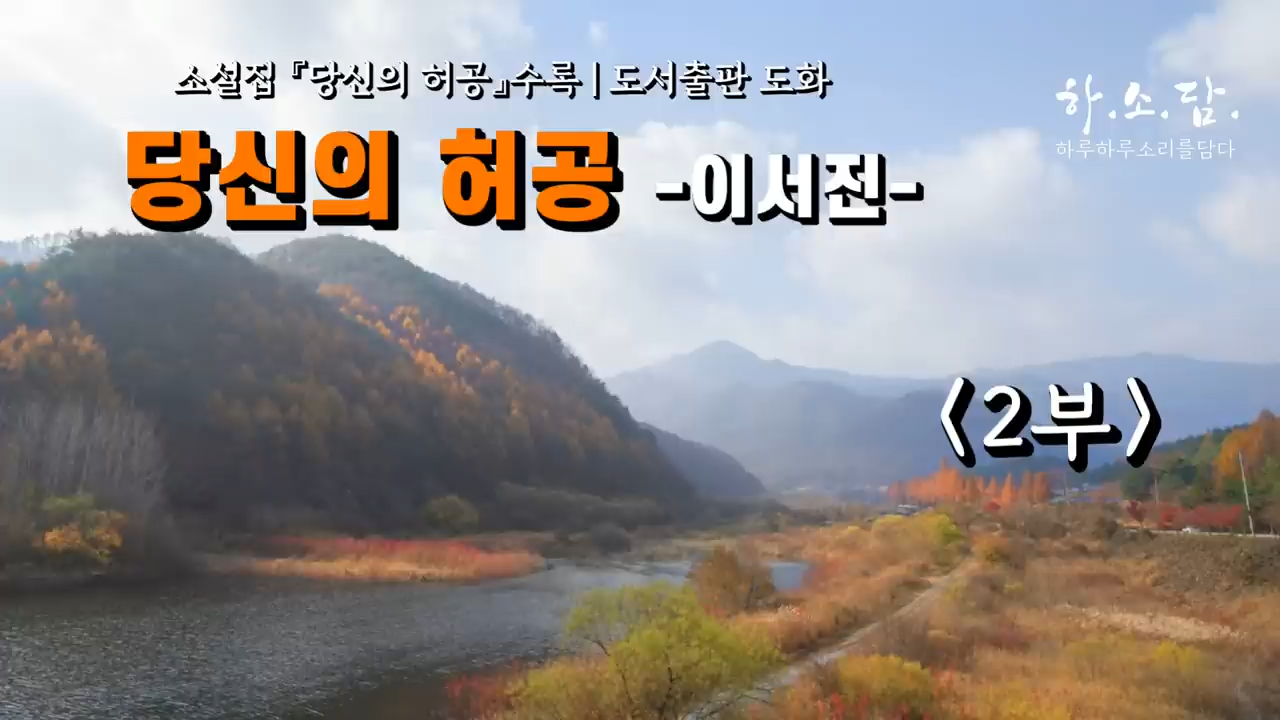 소설집 『당신의 허공』수록 | 도서출판 도화
당신의 허공 -이서진-
하.소.담.
하루하루소리를담다
〈2부〉